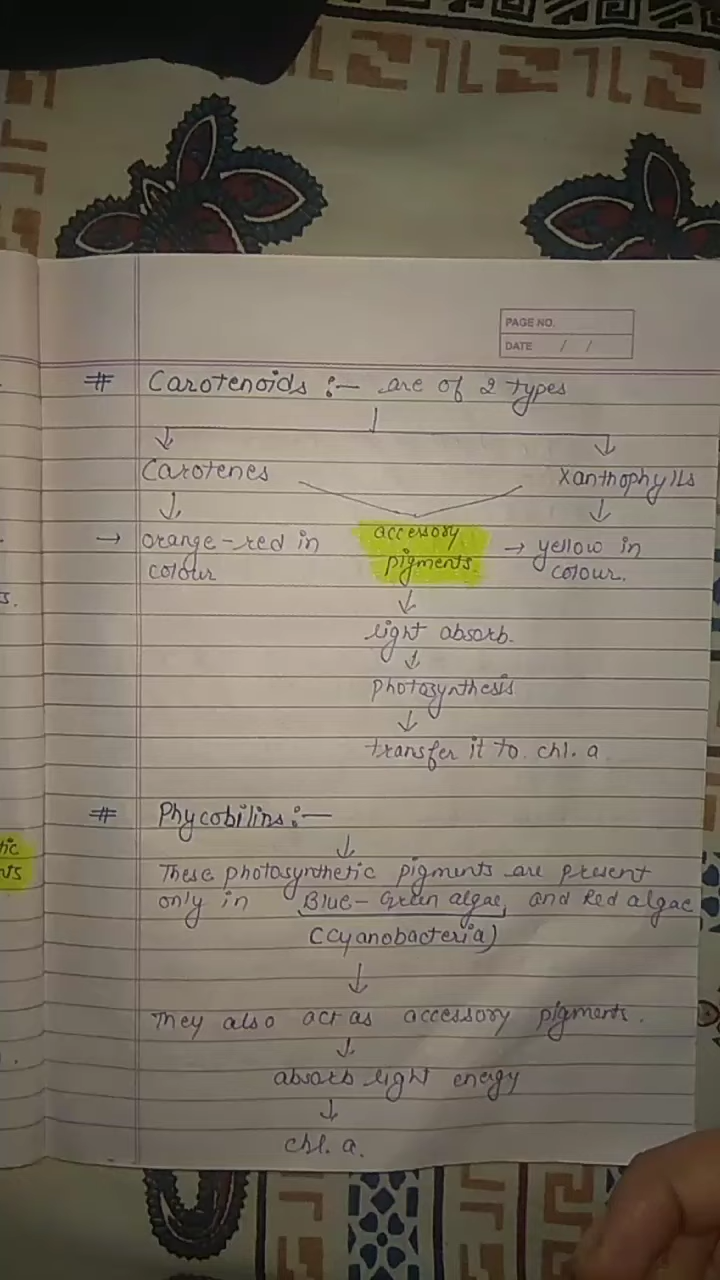 PAGE NO.
DATE / /
# Carotenoids :— are of 2 types
Carotenes
Xanthophylls
→ orange-red in
colour
accessory
pigments.
→ yellow in
colour.
light absorb.
Photosynthesis
transfer it to chl. a
# Phycobilins :—
These photosynthetic pigments are present
only in Blue-Green algae, and Red algae
(cyanobacteria)
They also act as accessory pigments.
absorb light energy
chl. a.
s.
tic
nts